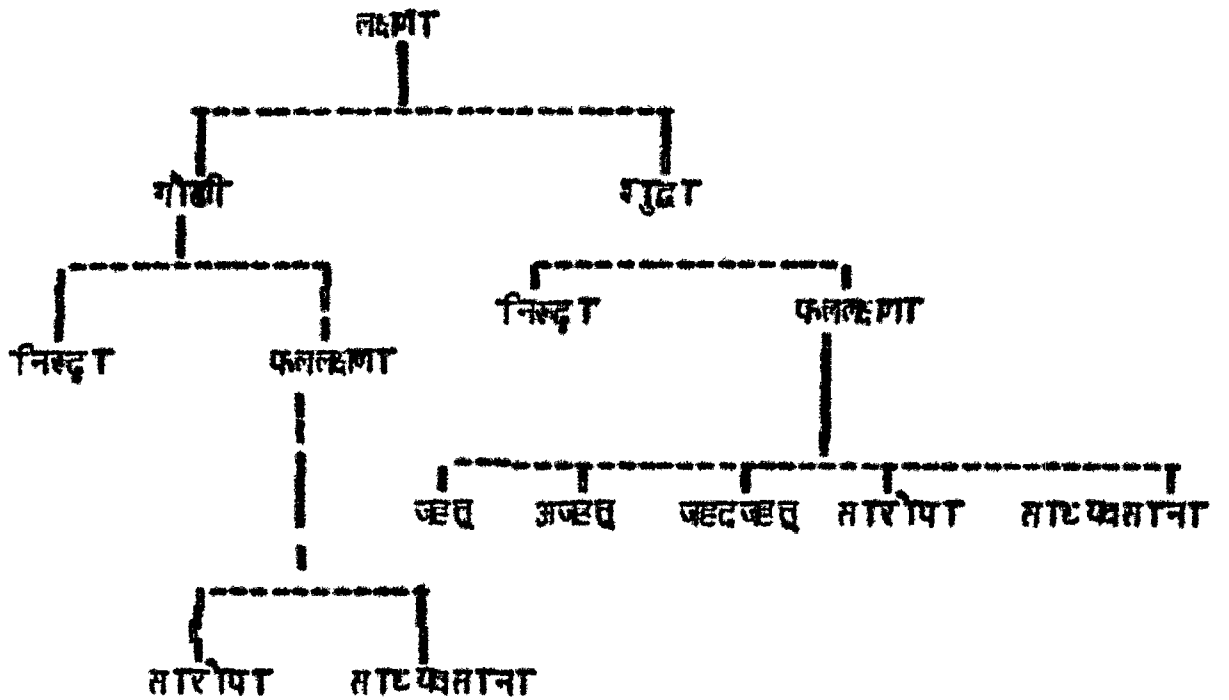 लक्षणा
गौणी शुद्धा
निरूढ़ा फललक्षणा
निरूढ़ा फललक्षणा
जहत् अजहत् जहदजहत् सारोपा साध्यवसाना
सारोपा साध्यवसाना